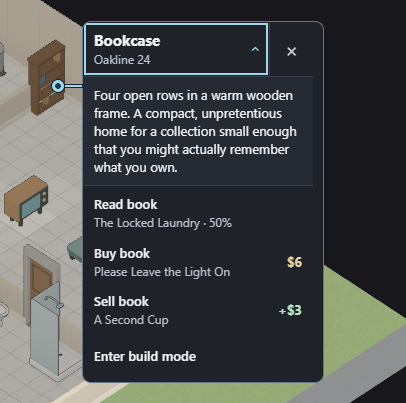 Bookcase
Oakline 24
Four open rows in a warm wooden
frame. A compact, unpretentious
home for a collection small enough
that you might actually remember
what you own.
Read book
The Locked Laundry · 50%
Buy book
Please Leave the Light On
$6
Sell book
A Second Cup
+$3
Enter build mode